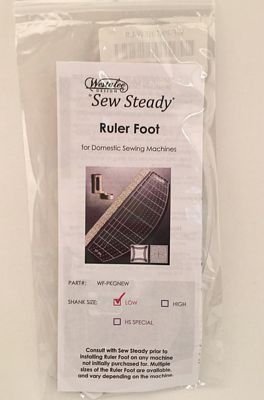 Westalee
DESIGN
by Sew Steady®
Ruler Foot
for Domestic Sewing Machines
PART#: WF-PKGNEW
SHANK SIZE: LOW HIGH
HS SPECIAL
Consult with Sew Steady prior to
installing Ruler Foot on any machine
not initially purchased for. Multiple
sizes of the Ruler Foot are available,
and vary depending on the machine.